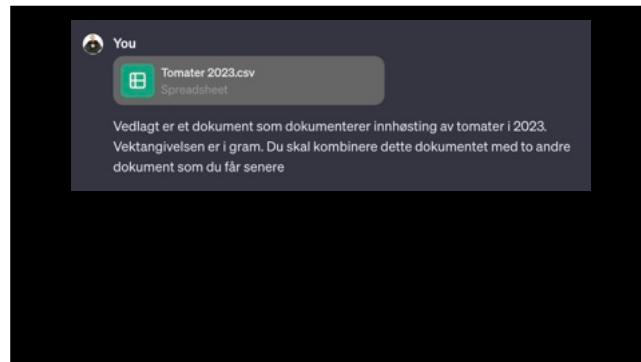 You
Tomater 2023.csv
Spreadsheet
Vedlagt er et dokument som dokumenterer innhøsting av tomater i 2023.
Vektangivelsen er i gram. Du skal kombinere dette dokumentet med to andre
dokument som du får senere